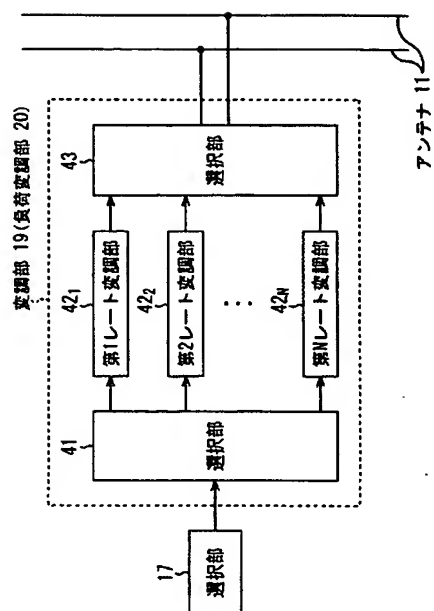 変調部 19(負荷変調部 20)
17
選択部
41
選択部
42₁
第1レート変調部
42₂
第2レート変調部
・・・
42N
第Nレート変調部
43
選択部
アンテナ 11